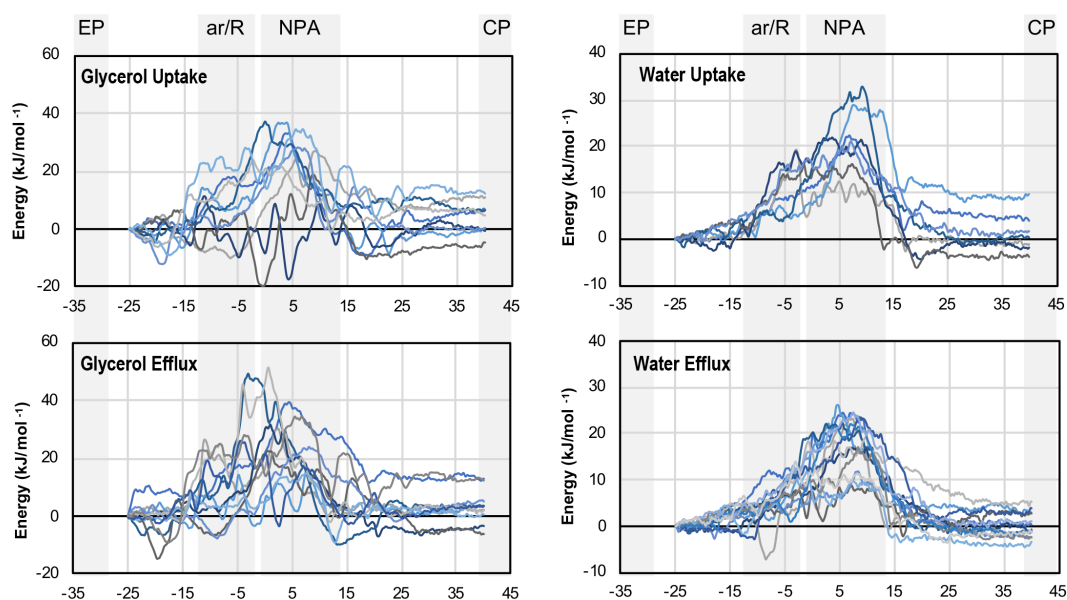 EP ar/R NPA CP
EP ar/R NPA CP
Glycerol Uptake
Energy (kJ/mol -1)
60
40
20
0
-20
-35 -25 -15 -5 5 15 25 35 45
Water Uptake
Energy (kJ/mol -1)
40
30
20
10
0
-10
-35 -25 -15 -5 5 15 25 35 45
Glycerol Efflux
Energy (kJ/mol -1)
60
40
20
0
-20
-35 -25 -15 -5 5 15 25 35 45
Water Efflux
Energy (kJ/mol -1)
40
30
20
10
0
-10
-35 -25 -15 -5 5 15 25 35 45